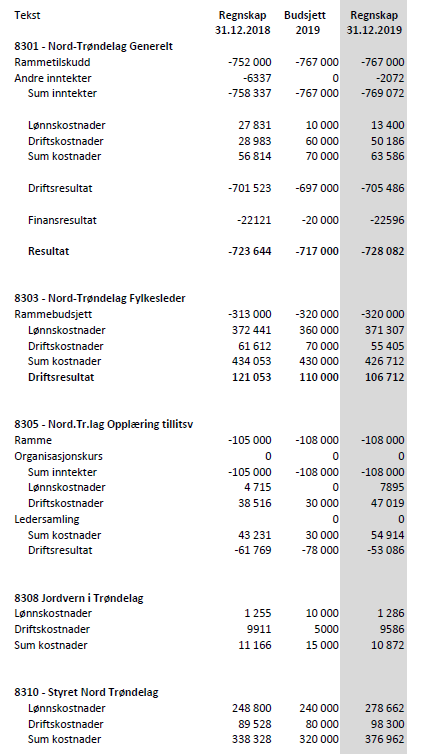 Tekst Regnskap Budsjett Regnskap
31.12.2018 2019 31.12.2019
8301 - Nord-Trøndelag Generelt
Rammetilskudd -752 000 -767 000 -767 000
Andre inntekter -6337 0 -2072
Sum inntekter -758 337 -767 000 -769 072
Lønnskostnader 27 831 10 000 13 400
Driftskostnader 28 983 60 000 50 186
Sum kostnader 56 814 70 000 63 586
Driftsresultat -701 523 -697 000 -705 486
Finansresultat -22121 -20 000 -22596
Resultat -723 644 -717 000 -728 082
8303 - Nord-Trøndelag Fylkesleder
Rammebudsjett -313 000 -320 000 -320 000
Lønnskostnader 372 441 360 000 371 307
Driftskostnader 61 612 70 000 55 405
Sum kostnader 434 053 430 000 426 712
Driftsresultat 121 053 110 000 106 712
8305 - Nord.Tr.lag Opplæring tillitsv
Ramme -105 000 -108 000 -108 000
Organisasjonskurs 0 0 0
Sum inntekter -105 000 -108 000 -108 000
Lønnskostnader 4 715 0 7895
Driftskostnader 38 516 30 000 47 019
Ledersamling 0 0
Sum kostnader 43 231 30 000 54 914
Driftsresultat -61 769 -78 000 -53 086
8308 Jordvern i Trøndelag
Lønnskostnader 1 255 10 000 1 286
Driftskostnader 9911 5000 9586
Sum kostnader 11 166 15 000 10 872
8310 - Styret Nord Trøndelag
Lønnskostnader 248 800 240 000 278 662
Driftskostnader 89 528 80 000 98 300
Sum kostnader 338 328 320 000 376 962